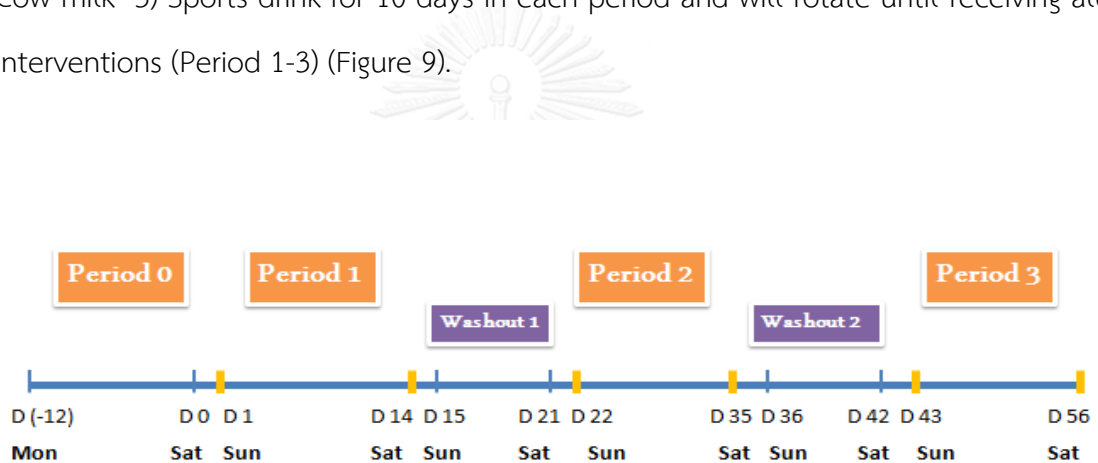 Cow milk 3) Sports drink for 10 days in each period and will rotate until receiving
interventions (Period 1-3) (Figure 9).
Period 0 Period 1 Period 2 Period 3
Washout 1 Washout 2
D (-12) D 0 D 1 D 14 D 15 D 21 D 22 D 35 D 36 D 42 D 43 D 56
Mon Sat Sun Sat Sun Sat Sun Sat Sun Sat Sun Sat